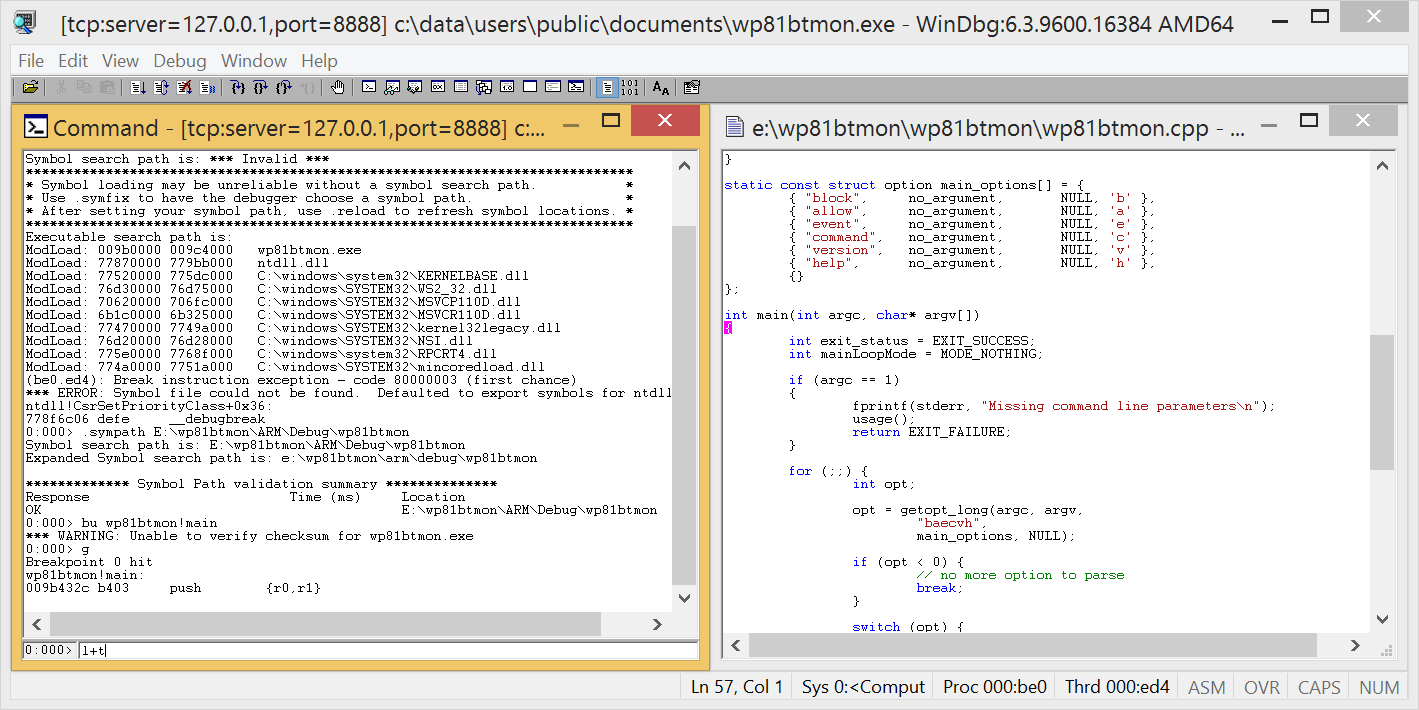 [tcp:server=127.0.0.1,port=8888] c:\data\users\public\documents\wp81btmon.exe - WinDbg:6.3.9600.16384 AMD64
File Edit View Debug Window Help
Command - [tcp:server=127.0.0.1,port=8888] c:...
Symbol search path is: *** Invalid ***
****************************************************************************
* Symbol loading may be unreliable without a symbol search path.           *
* Use .symfix to have the debugger choose a symbol path.                   *
* After setting your symbol path, use .reload to refresh symbol locations. *
****************************************************************************
Executable search path is:
ModLoad: 009b0000 009c4000   wp81btmon.exe
ModLoad: 77870000 779bb000   ntdll.dll
ModLoad: 77520000 775dc000   C:\windows\system32\KERNELBASE.dll
ModLoad: 76d30000 76d75000   C:\windows\SYSTEM32\WS2_32.dll
ModLoad: 70620000 706fc000   C:\windows\SYSTEM32\MSVCP110D.dll
ModLoad: 6b1c0000 6b325000   C:\windows\SYSTEM32\MSVCR110D.dll
ModLoad: 77470000 7749a000   C:\windows\SYSTEM32\kernel32legacy.dll
ModLoad: 76d20000 76d28000   C:\windows\SYSTEM32\NSI.dll
ModLoad: 775e0000 7768f000   C:\windows\system32\RPCRT4.dll
ModLoad: 774a0000 7751a000   C:\windows\SYSTEM32\mincoredload.dll
(be0.ed4): Break instruction exception - code 80000003 (first chance)
*** ERROR: Symbol file could not be found.  Defaulted to export symbols for ntdll
ntdll!CsrSetPriorityClass+0x36:
778f6c06 defe     __debugbreak
0:000> .sympath E:\wp81btmon\ARM\Debug\wp81btmon
Symbol search path is: E:\wp81btmon\ARM\Debug\wp81btmon
Expanded Symbol search path is: e:\wp81btmon\arm\debug\wp81btmon
************* Symbol Path validation summary **************
Response                         Time (ms)     Location
OK                                             E:\wp81btmon\ARM\Debug\wp81btmon
0:000> bu wp81btmon!main
*** WARNING: Unable to verify checksum for wp81btmon.exe
0:000> g
Breakpoint 0 hit
wp81btmon!main:
009b432c b403     push        {r0,r1}
0:000> l+t
e:\wp81btmon\wp81btmon\wp81btmon.cpp - ...
}
static const struct option main_options[] = {
{ "block",     no_argument,       NULL, 'b' },
{ "allow",     no_argument,       NULL, 'a' },
{ "event",     no_argument,       NULL, 'e' },
{ "command",   no_argument,       NULL, 'c' },
{ "version",   no_argument,       NULL, 'v' },
{ "help",      no_argument,       NULL, 'h' },
{}
};
int main(int argc, char* argv[])
{
int exit_status = EXIT_SUCCESS;
int mainLoopMode = MODE_NOTHING;
if (argc == 1)
{
fprintf(stderr, "Missing command line parameters\n");
usage();
return EXIT_FAILURE;
}
for (;;) {
int opt;
opt = getopt_long(argc, argv,
"baecvh",
main_options, NULL);
if (opt < 0) {
// no more option to parse
break;
}
switch (opt) {
Ln 57, Col 1 Sys 0:<Comput Proc 000:be0 Thrd 000:ed4 ASM OVR CAPS NUM